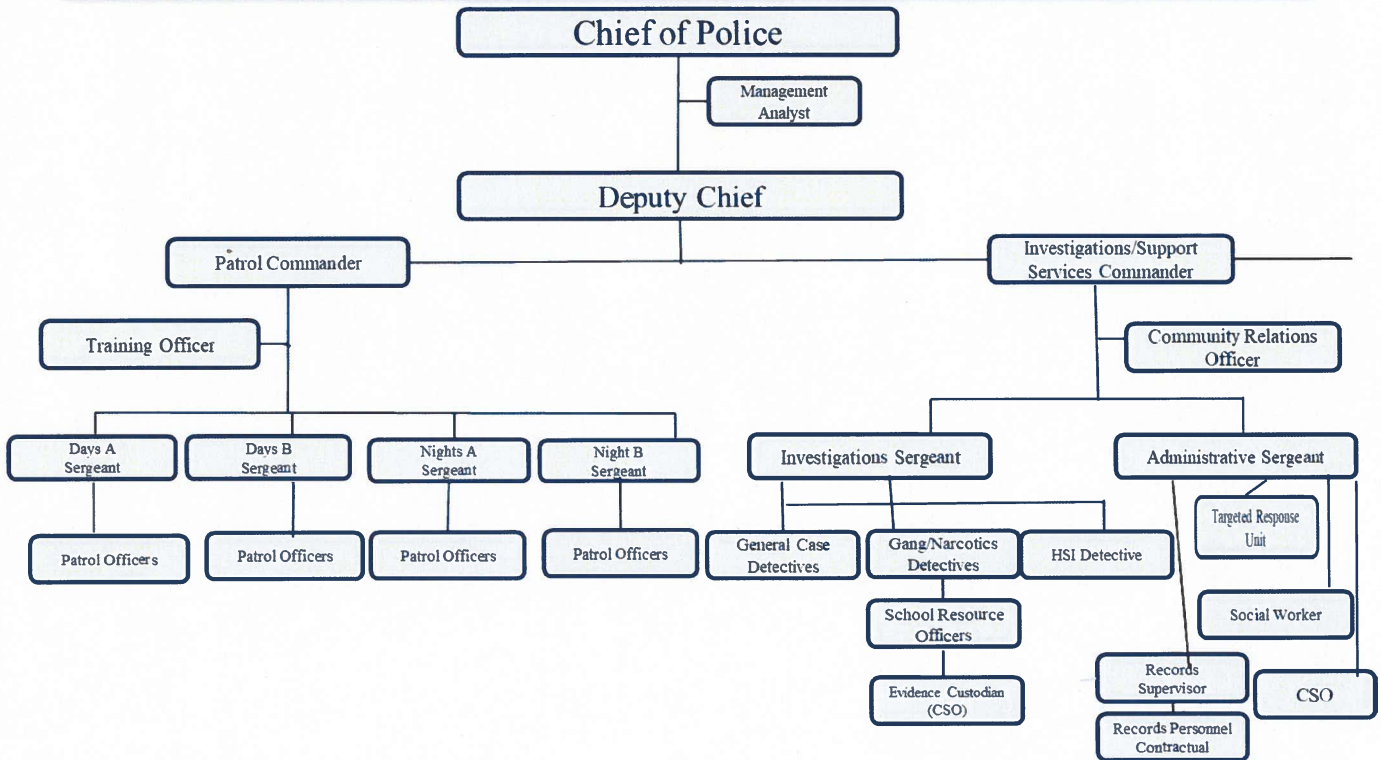 Chief of Police
Management
Analyst
Deputy Chief
Patrol Commander
Investigations/Support
Services Commander
Training Officer
Community Relations
Officer
Days A
Sergeant
Days B
Sergeant
Nights A
Sergeant
Night B
Sergeant
Investigations Sergeant
Administrative Sergeant
Patrol Officers
Patrol Officers
Patrol Officers
Patrol Officers
General Case
Detectives
Gang/Narcotics
Detectives
HSI Detective
Targeted Response
Unit
School Resource
Officers
Social Worker
Evidence Custodian
(CSO)
Records
Supervisor
CSO
Records Personnel
Contractual